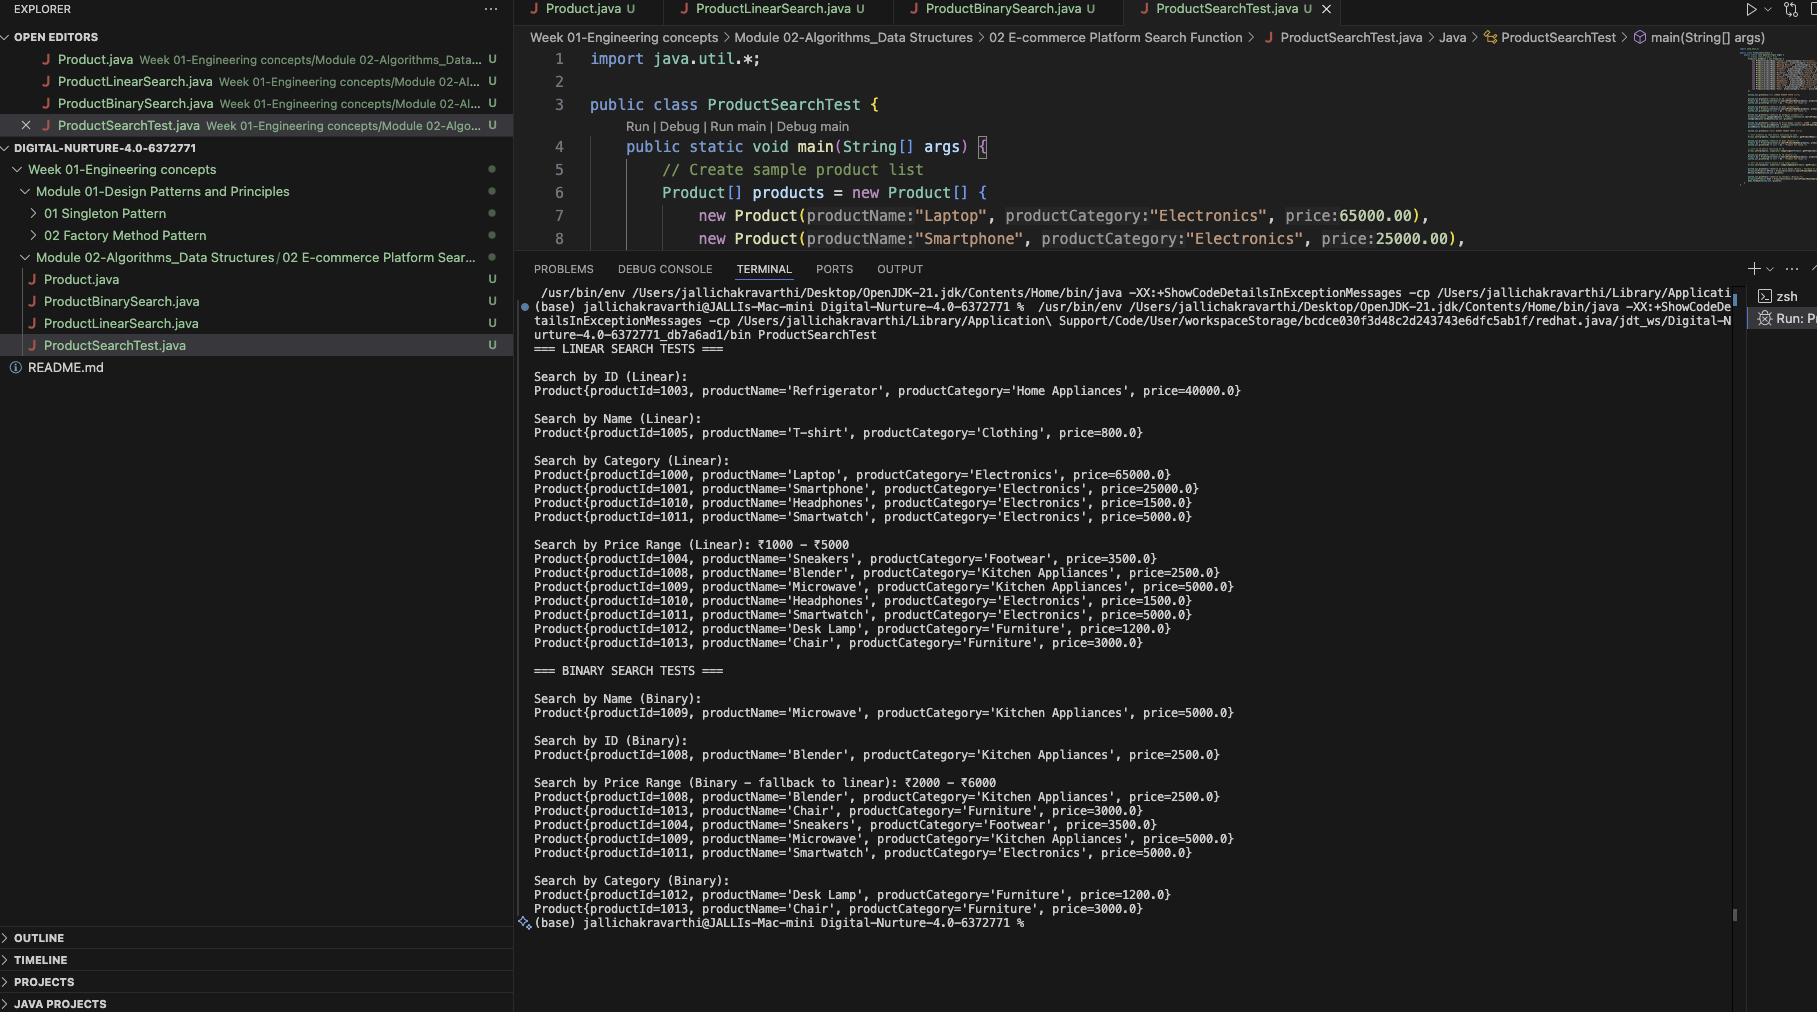 EXPLORER
OPEN EDITORS
Product.java Week 01-Engineering concepts/Module 02-Algorithms_Data... U
ProductLinearSearch.java Week 01-Engineering concepts/Module 02-Al... U
ProductBinarySearch.java Week 01-Engineering concepts/Module 02-Al... U
ProductSearchTest.java Week 01-Engineering concepts/Module 02-Algo... U
DIGITAL-NURTURE-4.0-6372771
Week 01-Engineering concepts
Module 01-Design Patterns and Principles
01 Singleton Pattern
02 Factory Method Pattern
Module 02-Algorithms_Data Structures/02 E-commerce Platform Sear...
Product.java U
ProductBinarySearch.java U
ProductLinearSearch.java U
ProductSearchTest.java U
README.md
OUTLINE
TIMELINE
PROJECTS
JAVA PROJECTS
Product.java U ProductLinearSearch.java U ProductBinarySearch.java U ProductSearchTest.java U
Week 01-Engineering concepts > Module 02-Algorithms_Data Structures > 02 E-commerce Platform Search Function > ProductSearchTest.java > Java > ProductSearchTest > main(String[] args)
1 import java.util.*;
2
3 public class ProductSearchTest {
Run | Debug | Run main | Debug main
4 public static void main(String[] args) {
5 // Create sample product list
6 Product[] products = new Product[] {
7 new Product(productName:"Laptop", productCategory:"Electronics", price:65000.00),
8 new Product(productName:"Smartphone", productCategory:"Electronics", price:25000.00),
PROBLEMS DEBUG CONSOLE TERMINAL PORTS OUTPUT
/usr/bin/env /Users/jallichakravarthi/Desktop/OpenJDK-21.jdk/Contents/Home/bin/java -XX:+ShowCodeDetailsInExceptionMessages -cp /Users/jallichakravarthi/Library/Applicati
(base) jallichakravarthi@JALLIs-Mac-mini Digital-Nurture-4.0-6372771 % /usr/bin/env /Users/jallichakravarthi/Desktop/OpenJDK-21.jdk/Contents/Home/bin/java -XX:+ShowCodeDe
tailsInExceptionMessages -cp /Users/jallichakravarthi/Library/Application\ Support/Code/User/workspaceStorage/bcdce030f3d48c2d243743e6dfc5ab1f/redhat.java/jdt_ws/Digital-N
urture-4.0-6372771_db7a6ad1/bin ProductSearchTest
=== LINEAR SEARCH TESTS ===
Search by ID (Linear):
Product{productId=1003, productName='Refrigerator', productCategory='Home Appliances', price=40000.0}
Search by Name (Linear):
Product{productId=1005, productName='T-shirt', productCategory='Clothing', price=800.0}
Search by Category (Linear):
Product{productId=1000, productName='Laptop', productCategory='Electronics', price=65000.0}
Product{productId=1001, productName='Smartphone', productCategory='Electronics', price=25000.0}
Product{productId=1010, productName='Headphones', productCategory='Electronics', price=1500.0}
Product{productId=1011, productName='Smartwatch', productCategory='Electronics', price=5000.0}
Search by Price Range (Linear): ₹1000 - ₹5000
Product{productId=1004, productName='Sneakers', productCategory='Footwear', price=3500.0}
Product{productId=1008, productName='Blender', productCategory='Kitchen Appliances', price=2500.0}
Product{productId=1009, productName='Microwave', productCategory='Kitchen Appliances', price=5000.0}
Product{productId=1010, productName='Headphones', productCategory='Electronics', price=1500.0}
Product{productId=1011, productName='Smartwatch', productCategory='Electronics', price=5000.0}
Product{productId=1012, productName='Desk Lamp', productCategory='Furniture', price=1200.0}
Product{productId=1013, productName='Chair', productCategory='Furniture', price=3000.0}
=== BINARY SEARCH TESTS ===
Search by Name (Binary):
Product{productId=1009, productName='Microwave', productCategory='Kitchen Appliances', price=5000.0}
Search by ID (Binary):
Product{productId=1008, productName='Blender', productCategory='Kitchen Appliances', price=2500.0}
Search by Price Range (Binary - fallback to linear): ₹2000 - ₹6000
Product{productId=1008, productName='Blender', productCategory='Kitchen Appliances', price=2500.0}
Product{productId=1013, productName='Chair', productCategory='Furniture', price=3000.0}
Product{productId=1004, productName='Sneakers', productCategory='Footwear', price=3500.0}
Product{productId=1009, productName='Microwave', productCategory='Kitchen Appliances', price=5000.0}
Product{productId=1011, productName='Smartwatch', productCategory='Electronics', price=5000.0}
Search by Category (Binary):
Product{productId=1012, productName='Desk Lamp', productCategory='Furniture', price=1200.0}
Product{productId=1013, productName='Chair', productCategory='Furniture', price=3000.0}
(base) jallichakravarthi@JALLIs-Mac-mini Digital-Nurture-4.0-6372771 %
zsh
Run: Pr